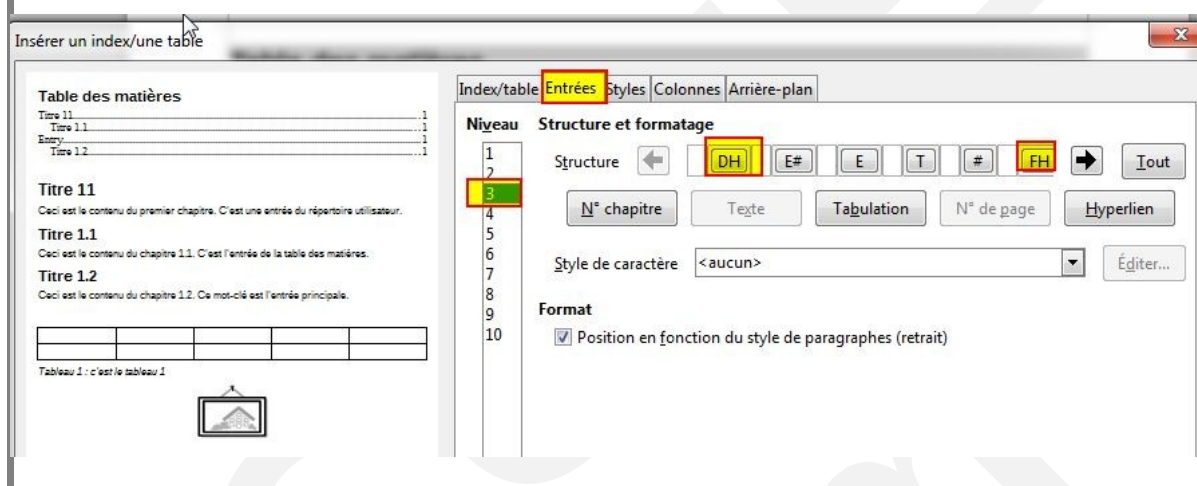 Insérer un index/une table
Table des matières
Titre 11 1
Titre 1.1 1
Entry 1
Titre 1.2 1
Titre 11
Ceci est le contenu du premier chapitre. C'est une entrée du répertoire utilisateur.
Titre 1.1
Ceci est le contenu du chapitre 1.1. C'est l'entrée de la table des matières.
Titre 1.2
Ceci est le contenu du chapitre 1.2. Ce mot-clé est l'entrée principale.
Tableau 1 : c'est le tableau 1
Index/table Entrées Styles Colonnes Arrière-plan
Niveau Structure et formatage
1
2
3
4
5
6
7
8
9
10
Structure DH E# E T # FH Tout
N° chapitre Texte Tabulation N° de page Hyperlien
Style de caractère <aucun> Éditer...
Format
Position en fonction du style de paragraphes (retrait)